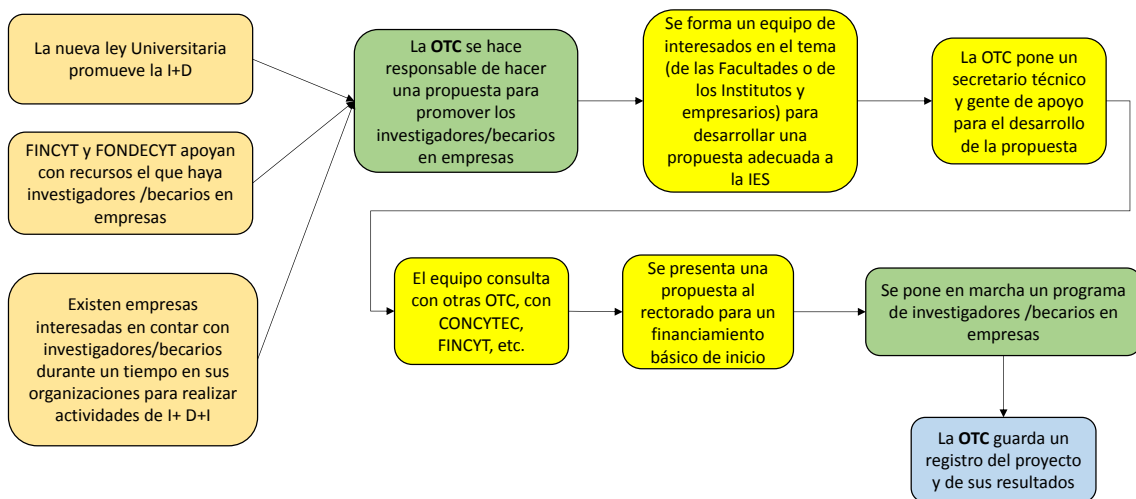 La nueva ley Universitaria
promueve la I+D
FINCYT y FONDECYT apoyan
con recursos el que haya
investigadores /becarios en
empresas
Existen empresas
interesadas en contar con
investigadores/becarios
durante un tiempo en sus
organizaciones para realizar
actividades de I+ D+I
La OTC se hace
responsable de hacer
una propuesta para
promover los
investigadores/becarios
en empresas
Se forma un equipo de
interesados en el tema
(de las Facultades o de
los Institutos y
empresarios) para
desarrollar una
propuesta adecuada a
la IES
La OTC pone un
secretario técnico
y gente de apoyo
para el desarrollo
de la propuesta
El equipo consulta
con otras OTC, con
CONCYTEC,
FINCYT, etc.
Se presenta una
propuesta al
rectorado para un
financiamiento
básico de inicio
Se pone en marcha un programa
de investigadores /becarios en
empresas
La OTC guarda un
registro del proyecto
y de sus resultados